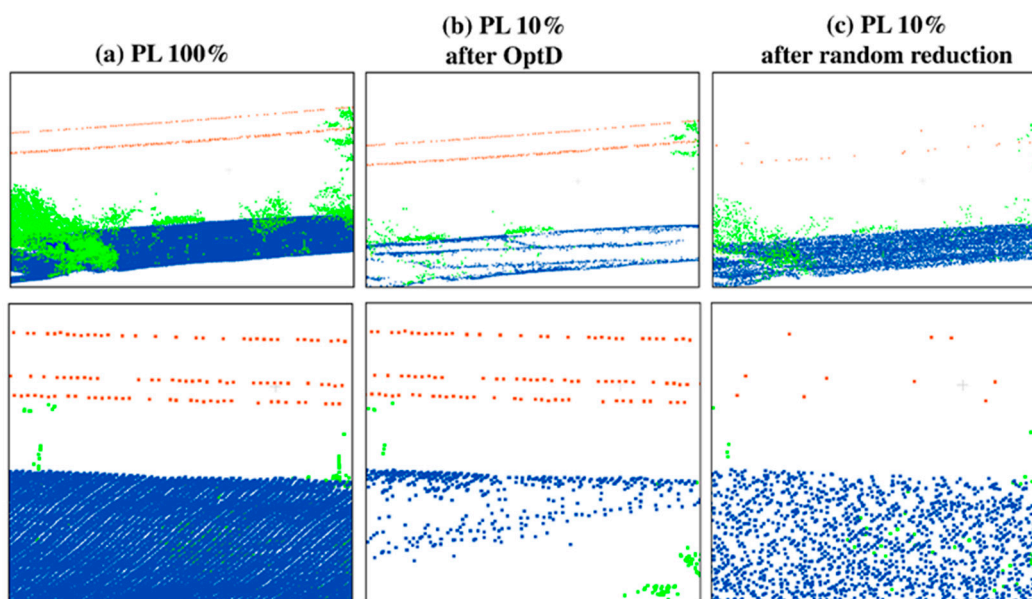 (a) PL 100%
(b) PL 10%
after OptD
(c) PL 10%
after random reduction